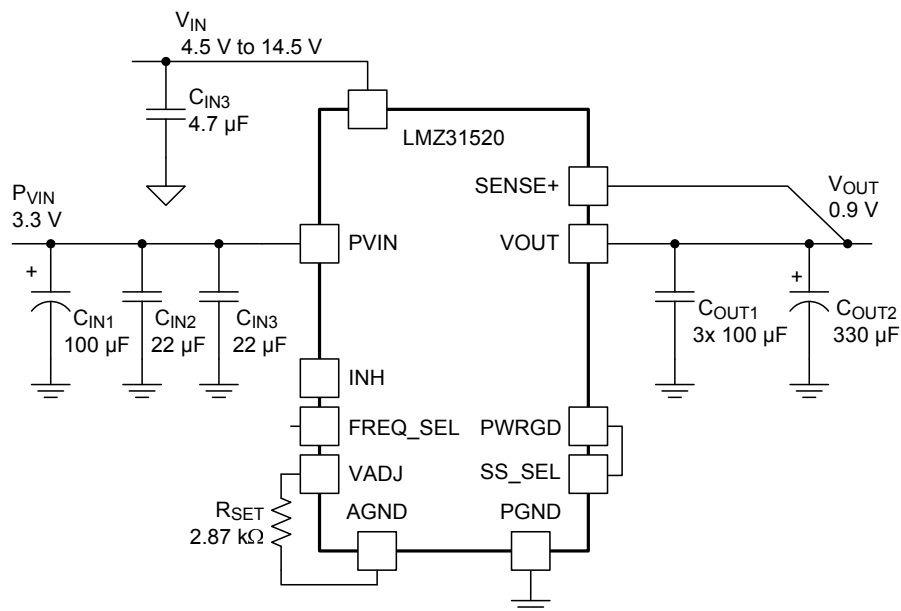 VIN
4.5 V to 14.5 V
CIN3
4.7 µF
LMZ31520
SENSE+
VOUT
0.9 V
PVIN
3.3 V
PVIN
VOUT
+
CIN1
100 µF
CIN2
22 µF
CIN3
22 µF
COUT1
3x 100 µF
+
COUT2
330 µF
INH
FREQ_SEL
PWRGD
VADJ
SS_SEL
RSET
2.87 kΩ
AGND
PGND